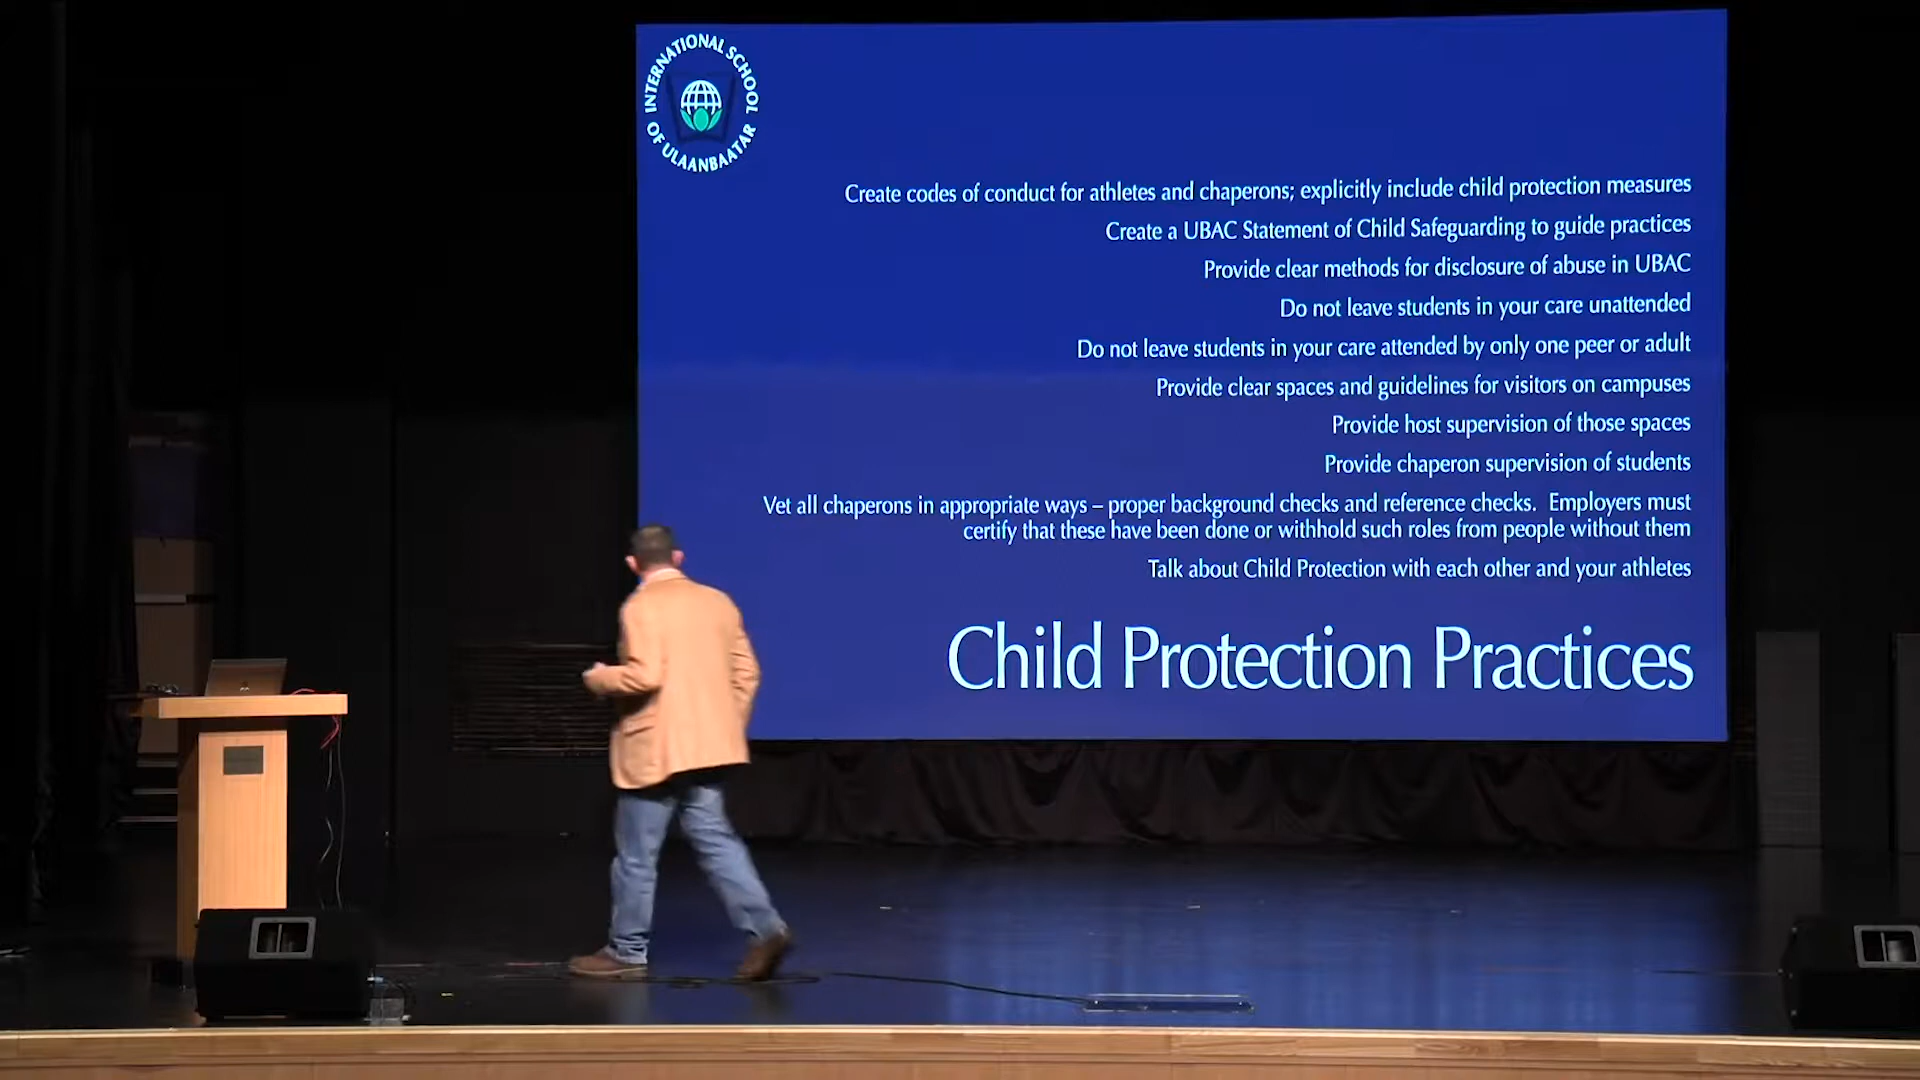 INTERNATIONAL SCHOOL
OF ULAANBAATAR
Create codes of conduct for athletes and chaperons; explicitly include child protection measures
Create a UBAC Statement of Child Safeguarding to guide practices
Provide clear methods for disclosure of abuse in UBAC
Do not leave students in your care unattended
Do not leave students in your care attended by only one peer or adult
Provide clear spaces and guidelines for visitors on campuses
Provide host supervision of those spaces
Provide chaperon supervision of students
Vet all chaperons in appropriate ways – proper background checks and reference checks.  Employers must
certify that these have been done or withhold such roles from people without them
Talk about Child Protection with each other and your athletes
Child Protection Practices